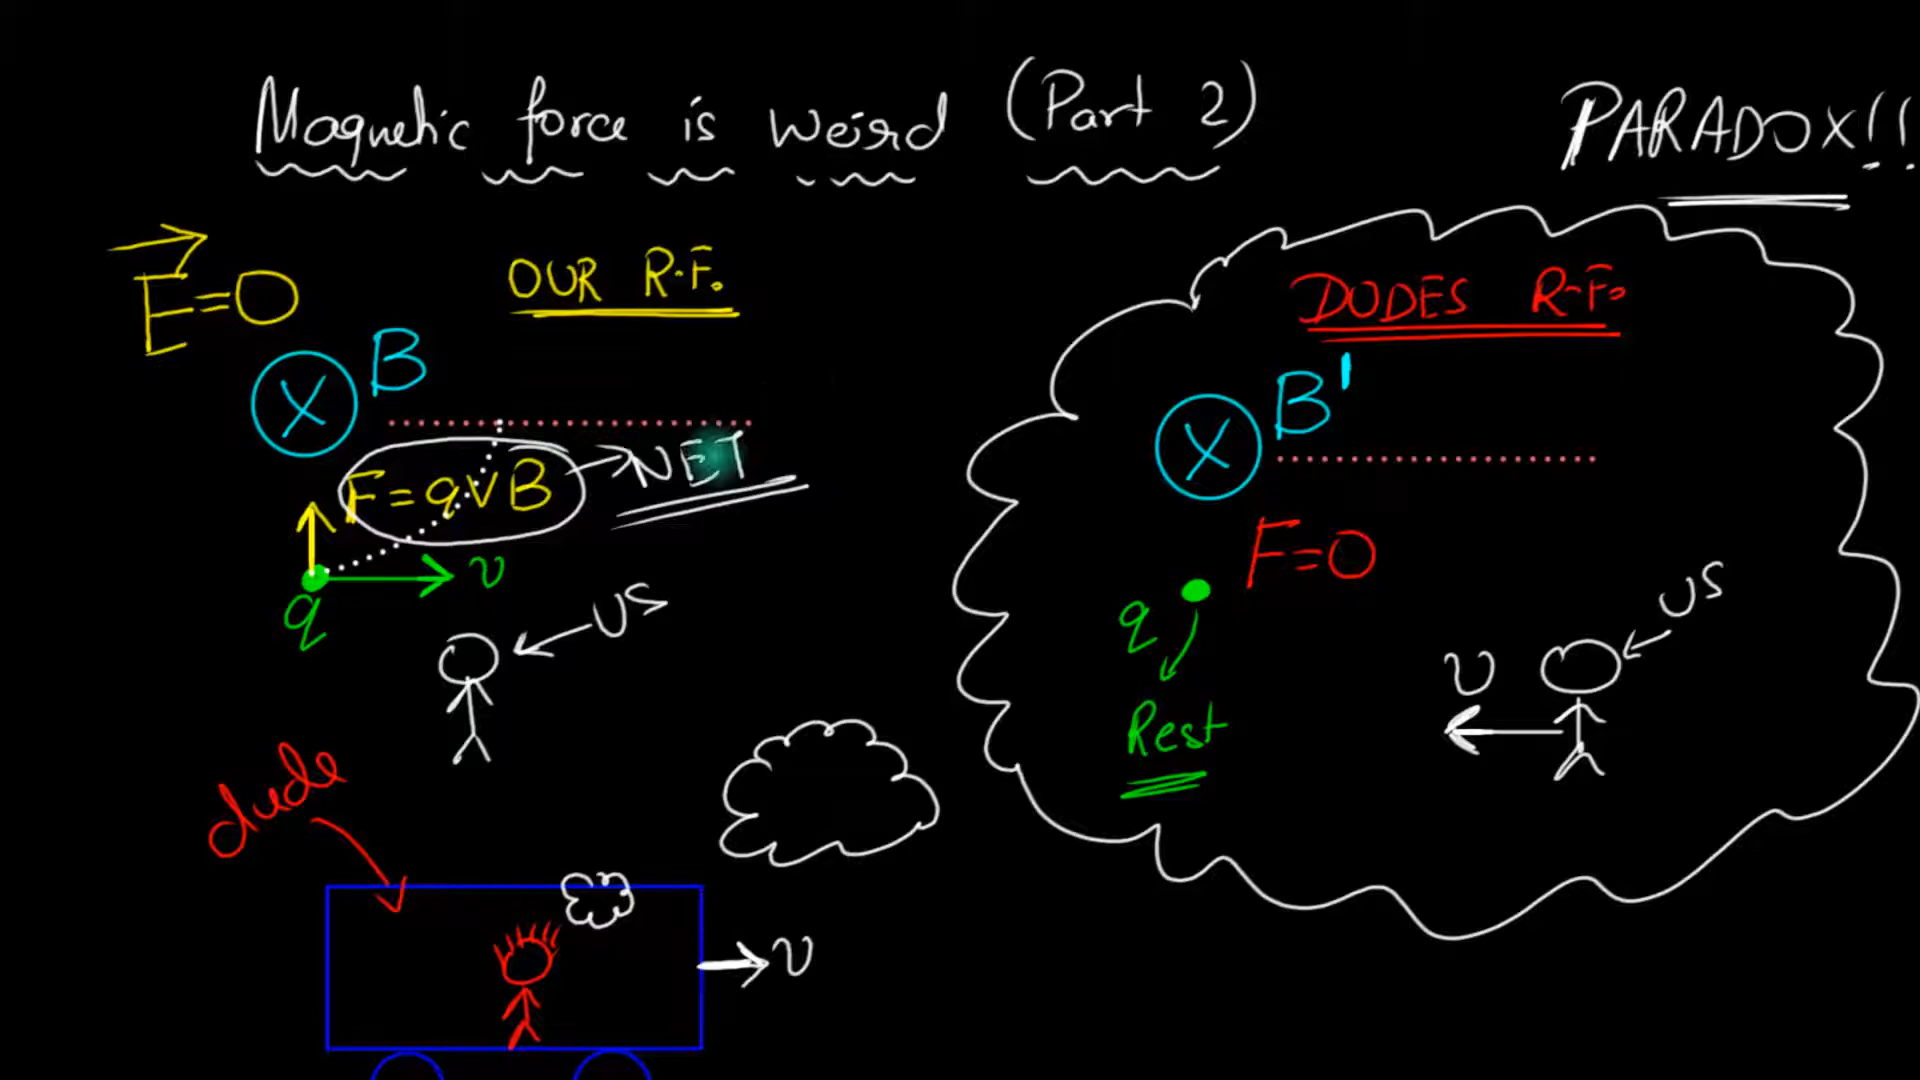 Magnetic force is weird (Part 2)
PARADOX!!
E=0
OUR R.F.
X B
F=qvB → NET
v
q
US
dude
v
DUDES R.F.
X B'
F=0
q
Rest
v
US